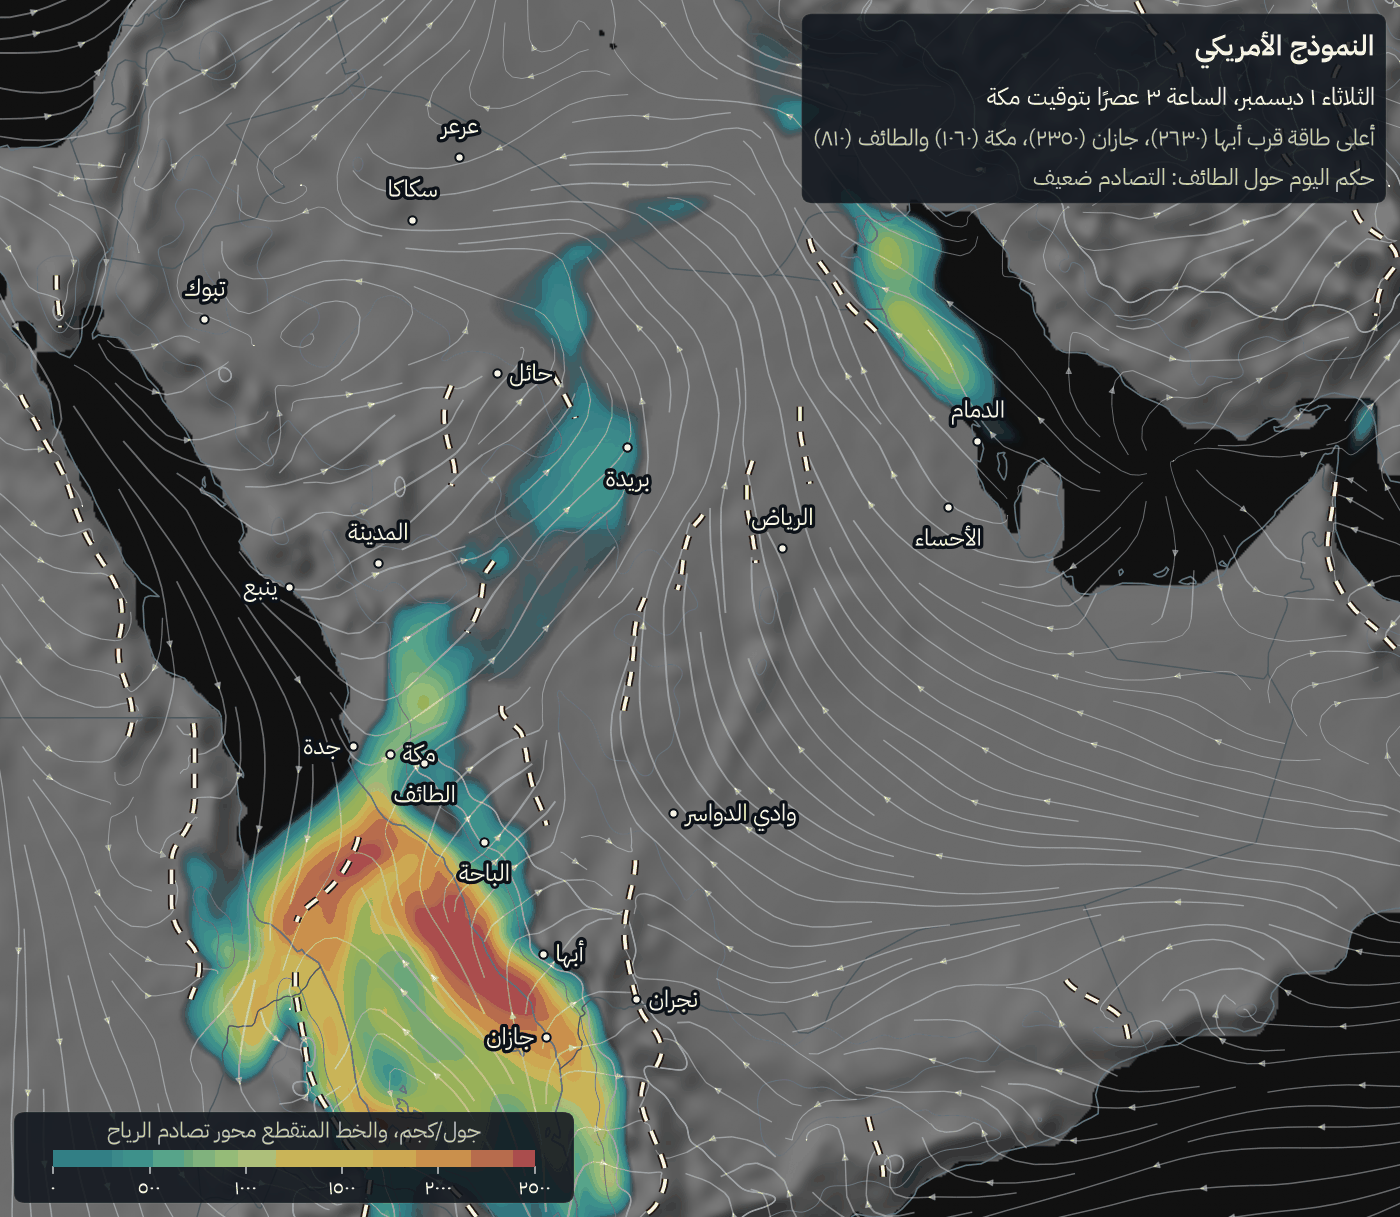 النموذج الأمريكي
الثلاثاء ١ ديسمبر، الساعة ٣ عصرًا بتوقيت مكة
أعلى طاقة قرب أبها (٢٦٣٠)، جازان (٢٣٥٠)، مكة (١٠٦٠) والطائف (٨١٠)
حكم اليوم حول الطائف: التصادم ضعيف
عرعر
سكاكا
تبوك
حائل
الدمام
بريدة
الرياض
الأحساء
المدينة
ينبع
جدة
مكة
الطائف
وادي الدواسر
الباحة
أبها
نجران
جازان
جول/كجم، والخط المتقطع محور تصادم الرياح
٠ ٥٠٠ ١٠٠٠ ١٥٠٠ ٢٠٠٠ ٢٥٠٠